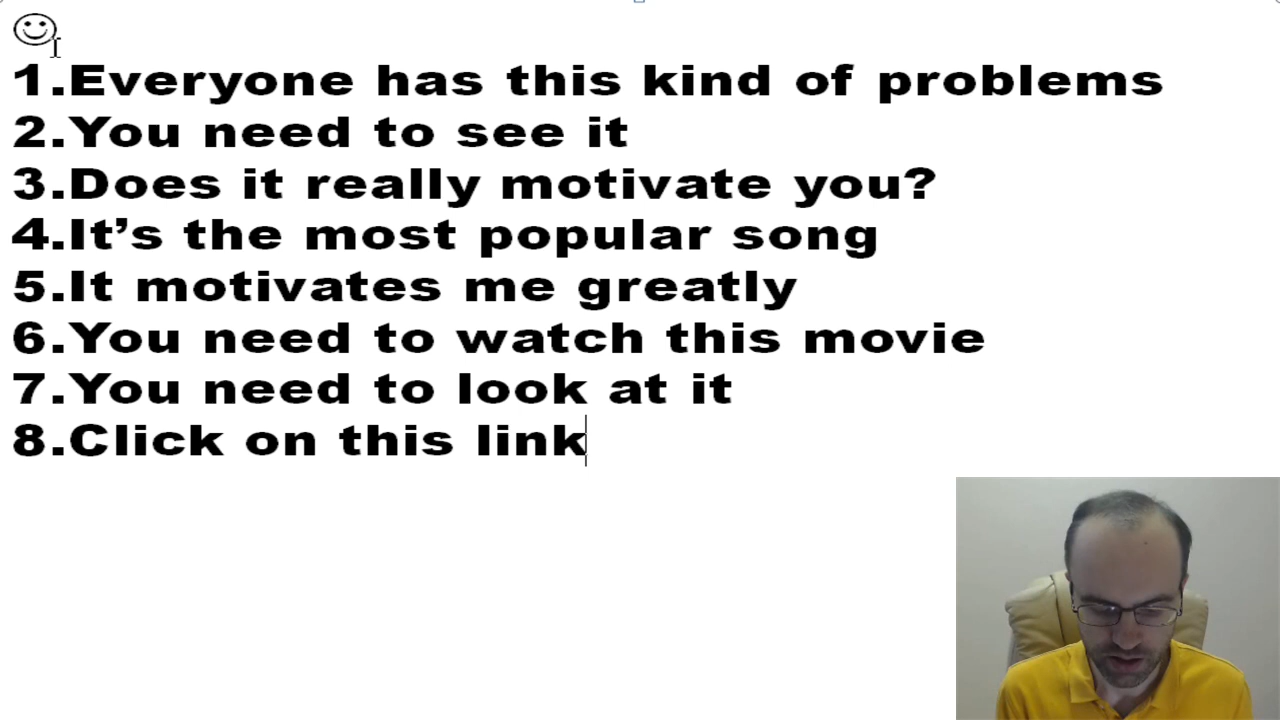 1.Everyone has this kind of problems
2.You need to see it
3.Does it really motivate you?
4.It’s the most popular song
5.It motivates me greatly
6.You need to watch this movie
7.You need to look at it
8.Click on this link